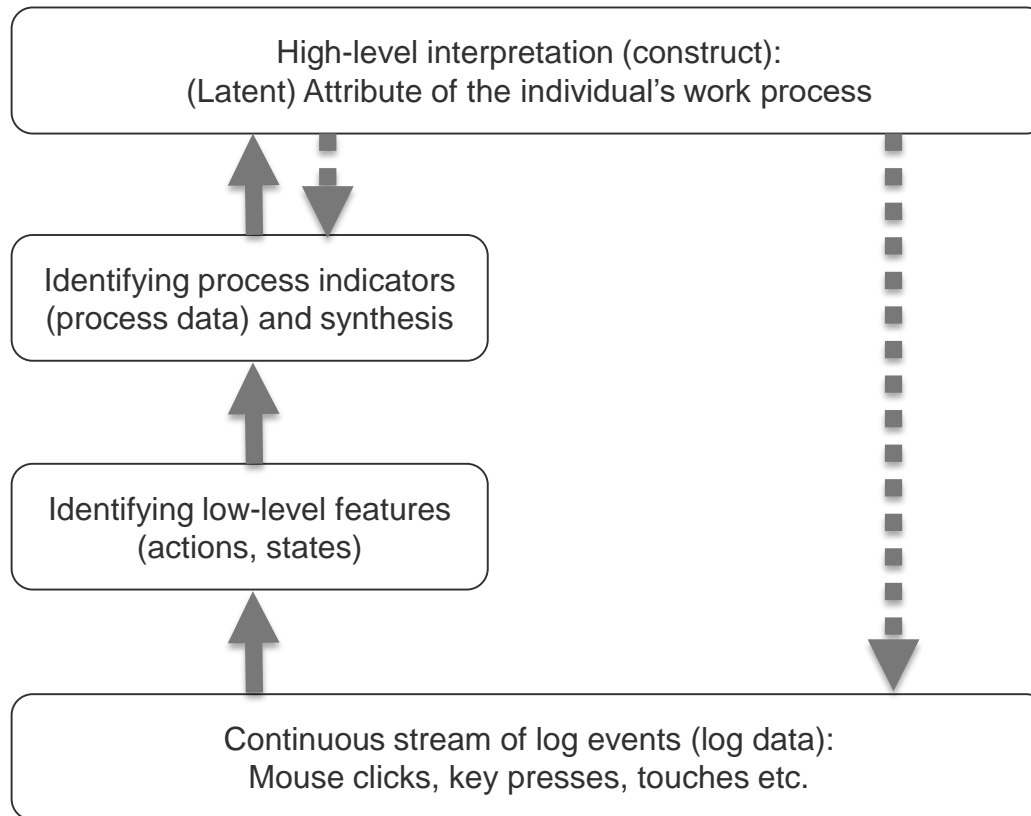 High-level interpretation (construct):
(Latent) Attribute of the individual’s work process
Identifying process indicators
(process data) and synthesis
Identifying low-level features
(actions, states)
Continuous stream of log events (log data):
Mouse clicks, key presses, touches etc.